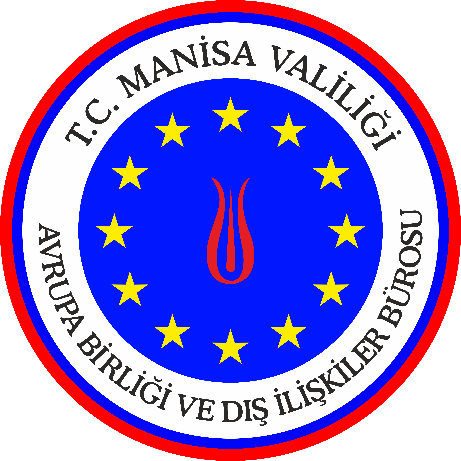 T.C. MANİSA VALİLİĞİ
AVRUPA BİRLİĞİ VE DIŞ İLİŞKİLER BÜROSU